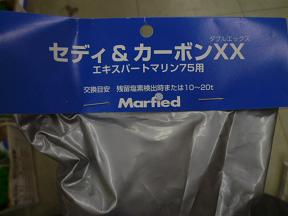 ダブルエックス
セディ&カーボンXX
エキスパートマリン75用
交換目安 残留塩素検出時または10~20t
Marfied